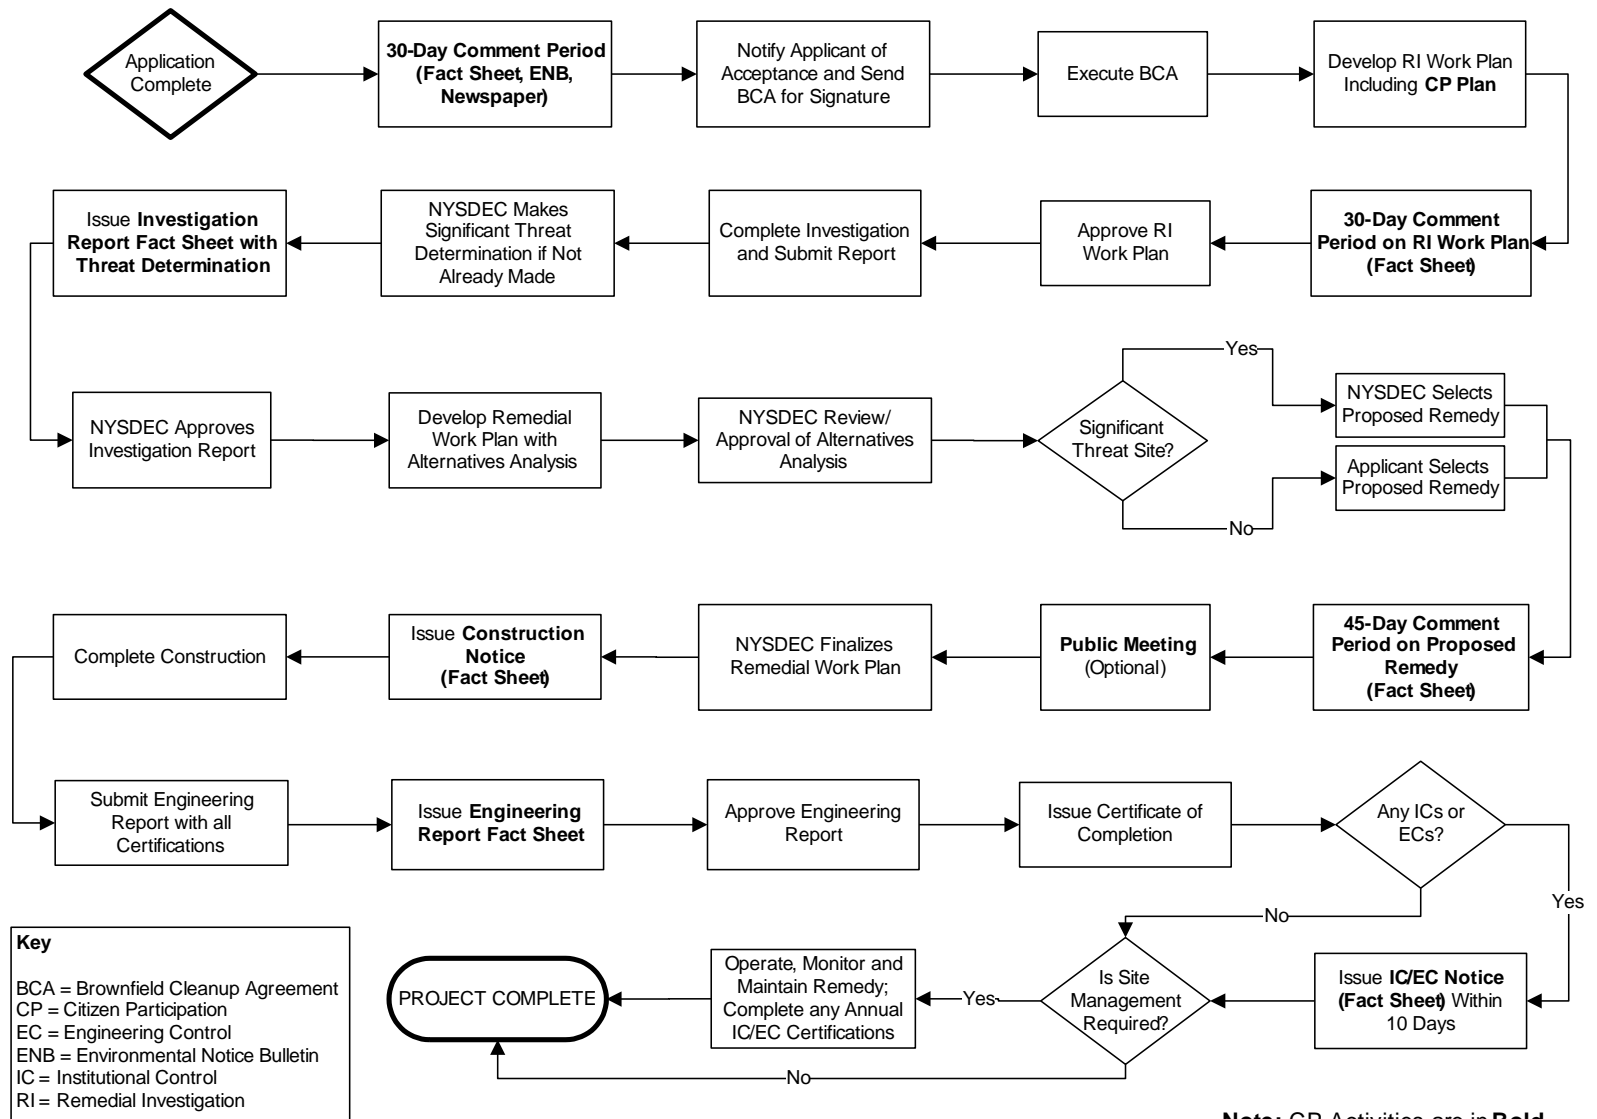 Application
Complete
30-Day Comment Period
(Fact Sheet, ENB,
Newspaper)
Notify Applicant of
Acceptance and Send
BCA for Signature
Execute BCA
Develop RI Work Plan
Including CP Plan
30-Day Comment
Period on RI Work Plan
(Fact Sheet)
Approve RI
Work Plan
Complete Investigation
and Submit Report
NYSDEC Makes
Significant Threat
Determination if Not
Already Made
Issue Investigation
Report Fact Sheet with
Threat Determination
NYSDEC Approves
Investigation Report
Develop Remedial
Work Plan with
Alternatives Analysis
NYSDEC Review/
Approval of Alternatives
Analysis
Significant
Threat Site?
Yes
No
NYSDEC Selects
Proposed Remedy
Applicant Selects
Proposed Remedy
45-Day Comment
Period on Proposed
Remedy
(Fact Sheet)
Public Meeting
(Optional)
NYSDEC Finalizes
Remedial Work Plan
Issue Construction
Notice
(Fact Sheet)
Complete Construction
Submit Engineering
Report with all
Certifications
Issue Engineering
Report Fact Sheet
Approve Engineering
Report
Issue Certificate of
Completion
Any ICs or
ECs?
Yes
No
Issue IC/EC Notice
(Fact Sheet) Within
10 Days
Is Site
Management
Required?
Yes
No
Operate, Monitor and
Maintain Remedy;
Complete any Annual
IC/EC Certifications
PROJECT COMPLETE
Key
BCA = Brownfield Cleanup Agreement
CP = Citizen Participation
EC = Engineering Control
ENB = Environmental Notice Bulletin
IC = Institutional Control
RI = Remedial Investigation
Note: CP Activities are in Bold